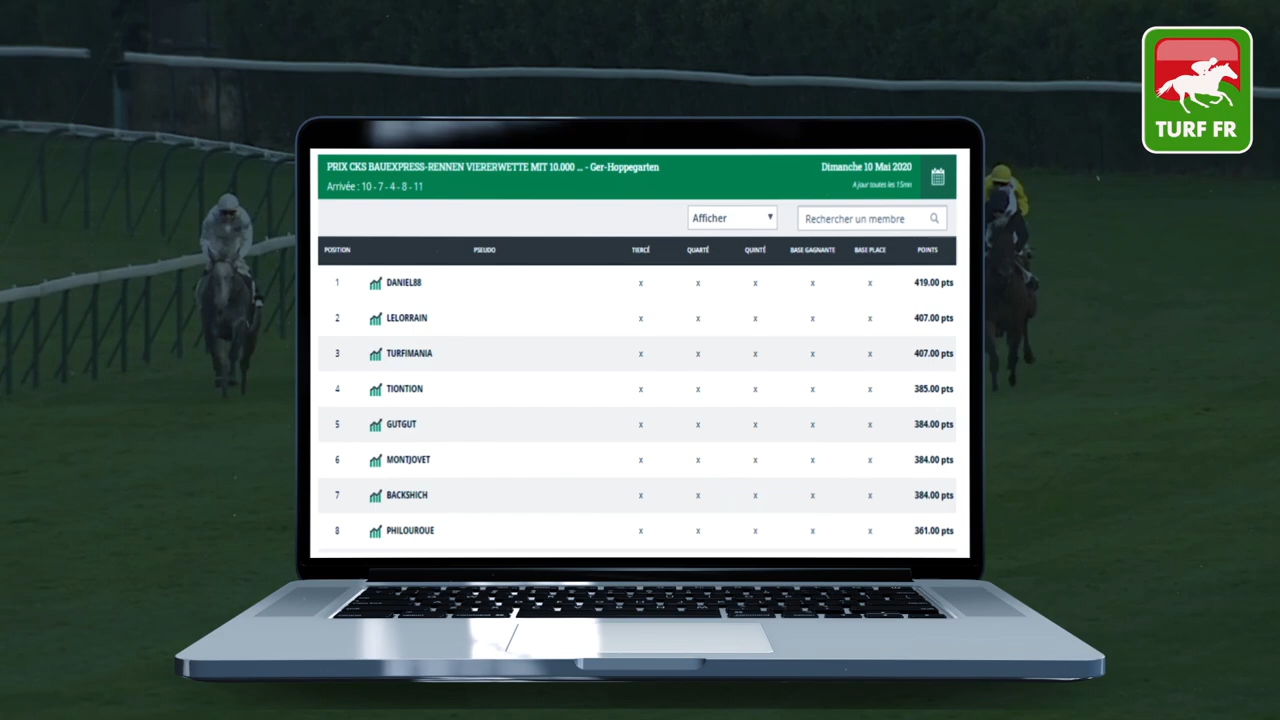 TURF FR
PRIX CKS BAUEXPRESS-RENNEN VIERERWETTE MIT 10.000 ... - Ger-Hoppegarten
Dimanche 10 Mai 2020
Arrivée : 10 - 7 - 4 - 8 - 11
A jour toutes les 15mn
Afficher
Rechercher un membre
POSITION PSEUDO TIERCÉ QUARTÉ QUINTÉ BASE GAGNANTE BASE PLACE POINTS
1 DANIEL88 x x x x x 419.00 pts
2 LELORRAIN x x x x x 407.00 pts
3 TURFIMANIA x x x x x 407.00 pts
4 TIONTION x x x x x 385.00 pts
5 GUTGUT x x x x x 384.00 pts
6 MONTJOVET x x x x x 384.00 pts
7 BACKSHICH x x x x x 384.00 pts
8 PHILOUROUE x x x x x 361.00 pts